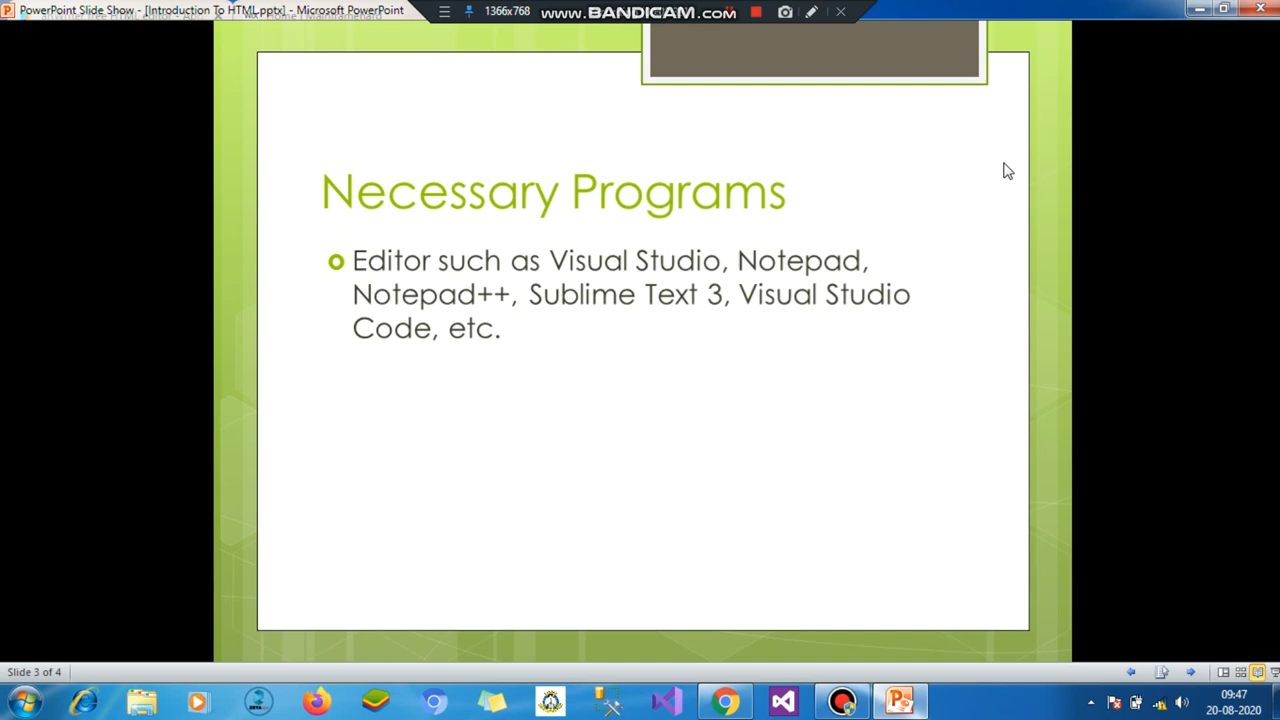 PowerPoint Slide Show - [Introduction To HTML.pptx] - Microsoft PowerPoint
1366x768
www.BANDICAM.com
Necessary Programs
Editor such as Visual Studio, Notepad,
Notepad++, Sublime Text 3, Visual Studio
Code, etc.
Slide 3 of 4
09:47
20-08-2020